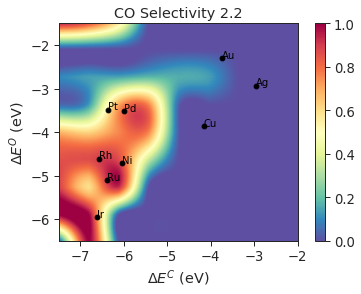 CO Selectivity 2.2
ΔE^O (eV)
−2
−3
−4
−5
−6
Au
Ag
Pt
Pd
Cu
Rh
Ni
Ru
Ir
−7
−6
−5
−4
−3
−2
ΔE^C (eV)
1.0
0.8
0.6
0.4
0.2
0.0